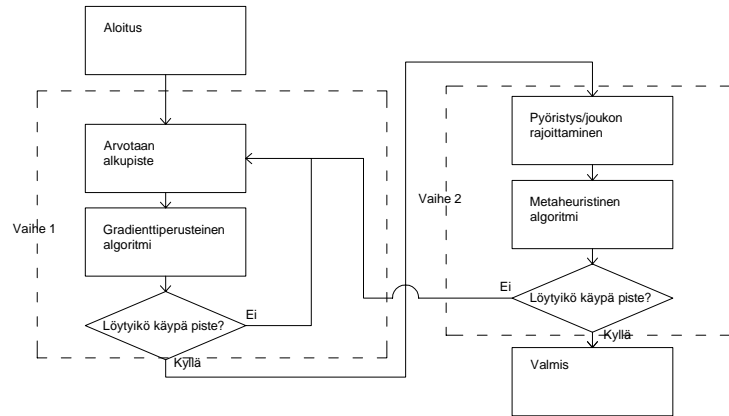 Aloitus
Vaihe 1
Arvotaan
alkupiste
Gradienttiperusteinen
algoritmi
Löytyikö käypä piste?
Ei
Kyllä
Vaihe 2
Pyöristys/joukon
rajoittaminen
Metaheuristinen
algoritmi
Ei
Löytyikö käypä piste?
Kyllä
Valmis